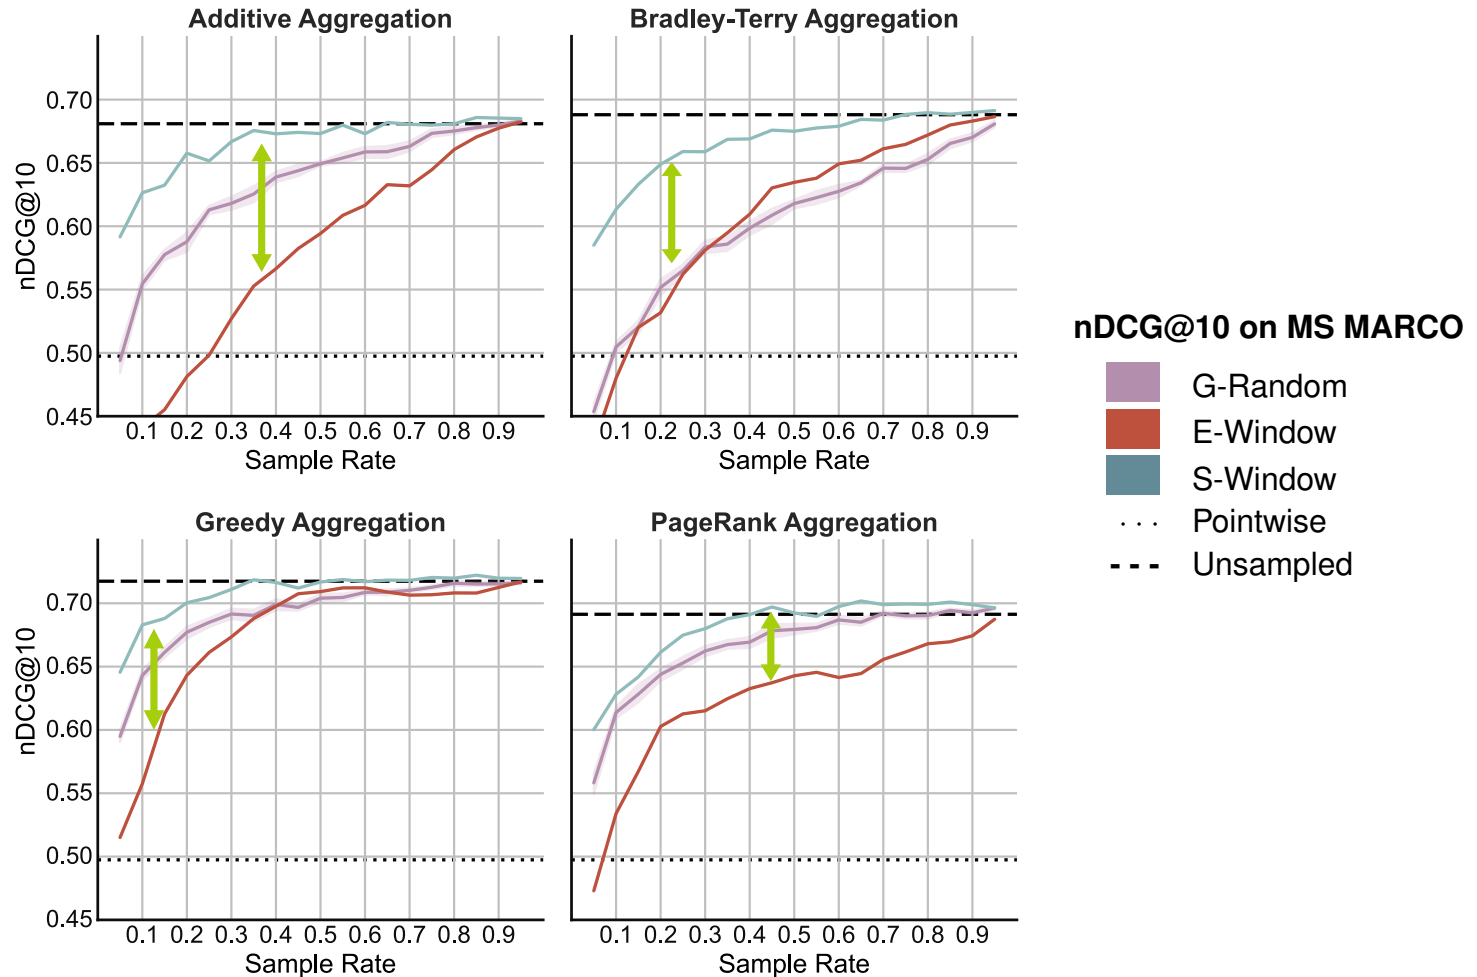 Additive Aggregation
nDCG@10
0.70
0.65
0.60
0.55
0.50
0.45
0.1 0.2 0.3 0.4 0.5 0.6 0.7 0.8 0.9
Sample Rate
Bradley-Terry Aggregation
0.1 0.2 0.3 0.4 0.5 0.6 0.7 0.8 0.9
Sample Rate
Greedy Aggregation
nDCG@10
0.70
0.65
0.60
0.55
0.50
0.45
0.1 0.2 0.3 0.4 0.5 0.6 0.7 0.8 0.9
Sample Rate
PageRank Aggregation
0.1 0.2 0.3 0.4 0.5 0.6 0.7 0.8 0.9
Sample Rate
nDCG@10 on MS MARCO
G-Random
E-Window
S-Window
Pointwise
Unsampled